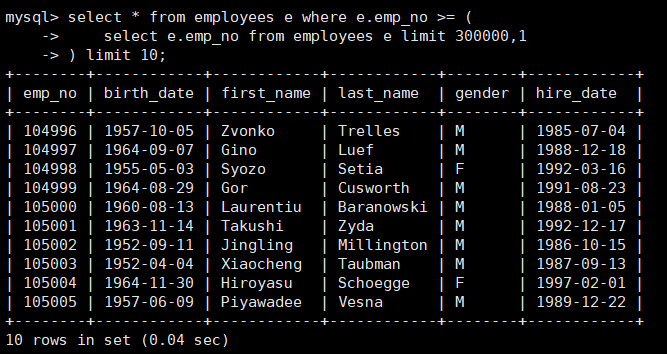 mysql> select * from employees e where e.emp_no >= (
    ->     select e.emp_no from employees e limit 300000,1
    -> ) limit 10;
+--------+------------+------------+------------+--------+------------+
| emp_no | birth_date | first_name | last_name  | gender | hire_date  |
+--------+------------+------------+------------+--------+------------+
| 104996 | 1957-10-05 | Zvonko     | Trelles    | M      | 1985-07-04 |
| 104997 | 1964-09-07 | Gino       | Luef       | M      | 1988-12-18 |
| 104998 | 1955-05-03 | Syozo      | Setia      | F      | 1992-03-16 |
| 104999 | 1964-08-29 | Gor        | Cusworth   | M      | 1991-08-23 |
| 105000 | 1960-08-13 | Laurentiu  | Baranowski | M      | 1988-01-05 |
| 105001 | 1963-11-14 | Takushi    | Zyda       | M      | 1992-12-17 |
| 105002 | 1952-09-11 | Jingling   | Millington | M      | 1986-10-15 |
| 105003 | 1952-04-04 | Xiaocheng  | Taubman    | M      | 1987-09-13 |
| 105004 | 1964-11-30 | Hiroyasu   | Schoegge   | F      | 1997-02-01 |
| 105005 | 1957-06-09 | Piyawadee  | Vesna      | M      | 1989-12-22 |
+--------+------------+------------+------------+--------+------------+
10 rows in set (0.04 sec)